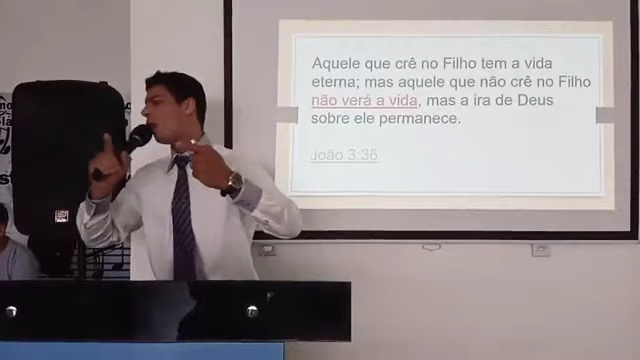 Aquele que crê no Filho tem a vida
eterna; mas aquele que não crê no Filho
não verá a vida, mas a ira de Deus
sobre ele permanece.
João 3:36